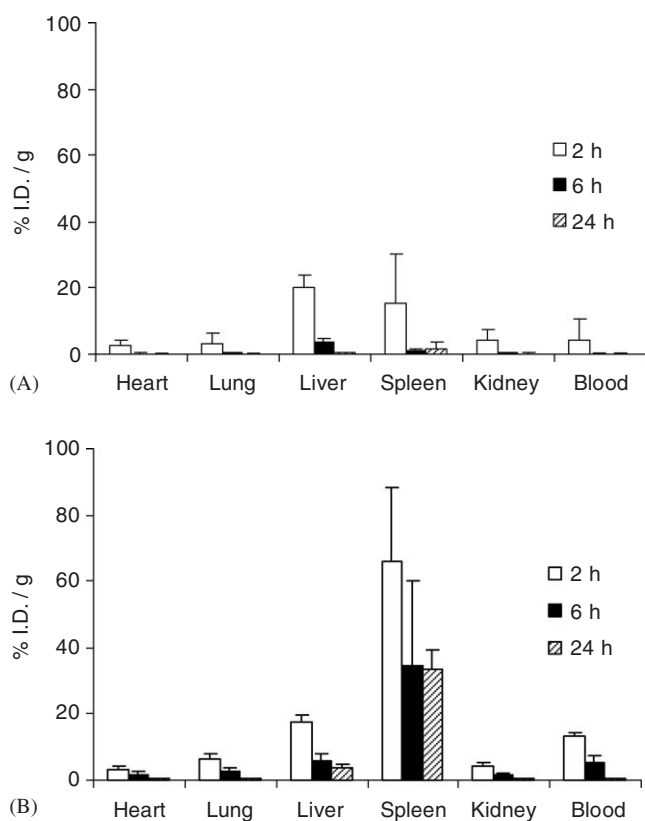 100
80
60
40
20
0
% I.D. / g
2 h
6 h
24 h
Heart Lung Liver Spleen Kidney Blood
(A)
100
80
60
40
20
0
% I.D. / g
2 h
6 h
24 h
Heart Lung Liver Spleen Kidney Blood
(B)